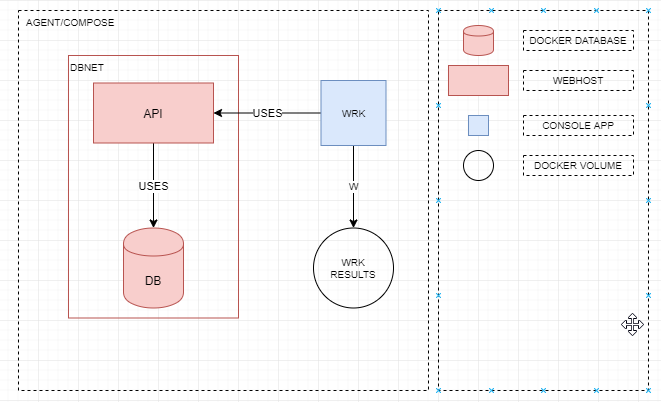 AGENT/COMPOSE
DBNET
API
USES
WRK
USES
W
DB
WRK
RESULTS
DOCKER DATABASE
WEBHOST
CONSOLE APP
DOCKER VOLUME